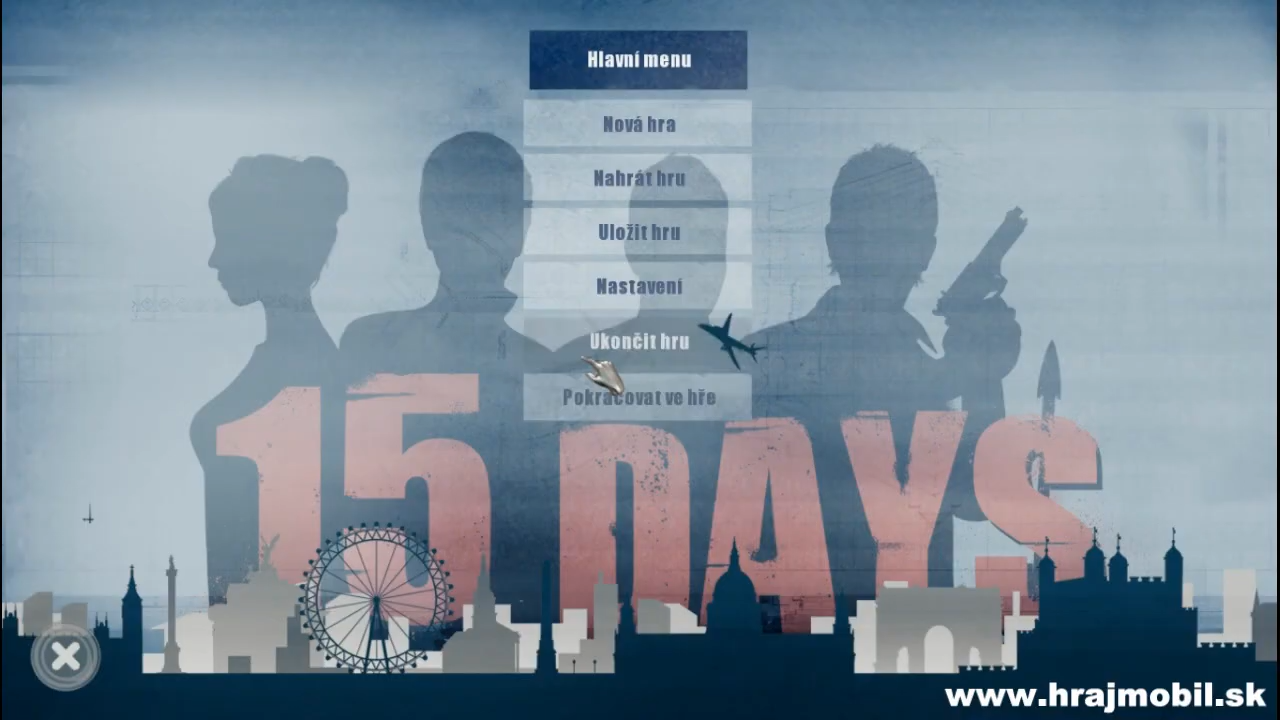 Hlavní menu
Nová hra
Nahrát hru
Uložit hru
Nastavení
Ukončit hru
Pokračovat ve hře
15 DAYS
www.hrajmobil.sk